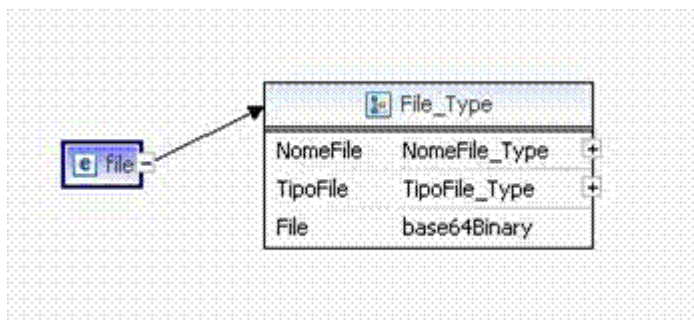 File_Type
e file
NomeFile NomeFile_Type
TipoFile TipoFile_Type
File base64Binary